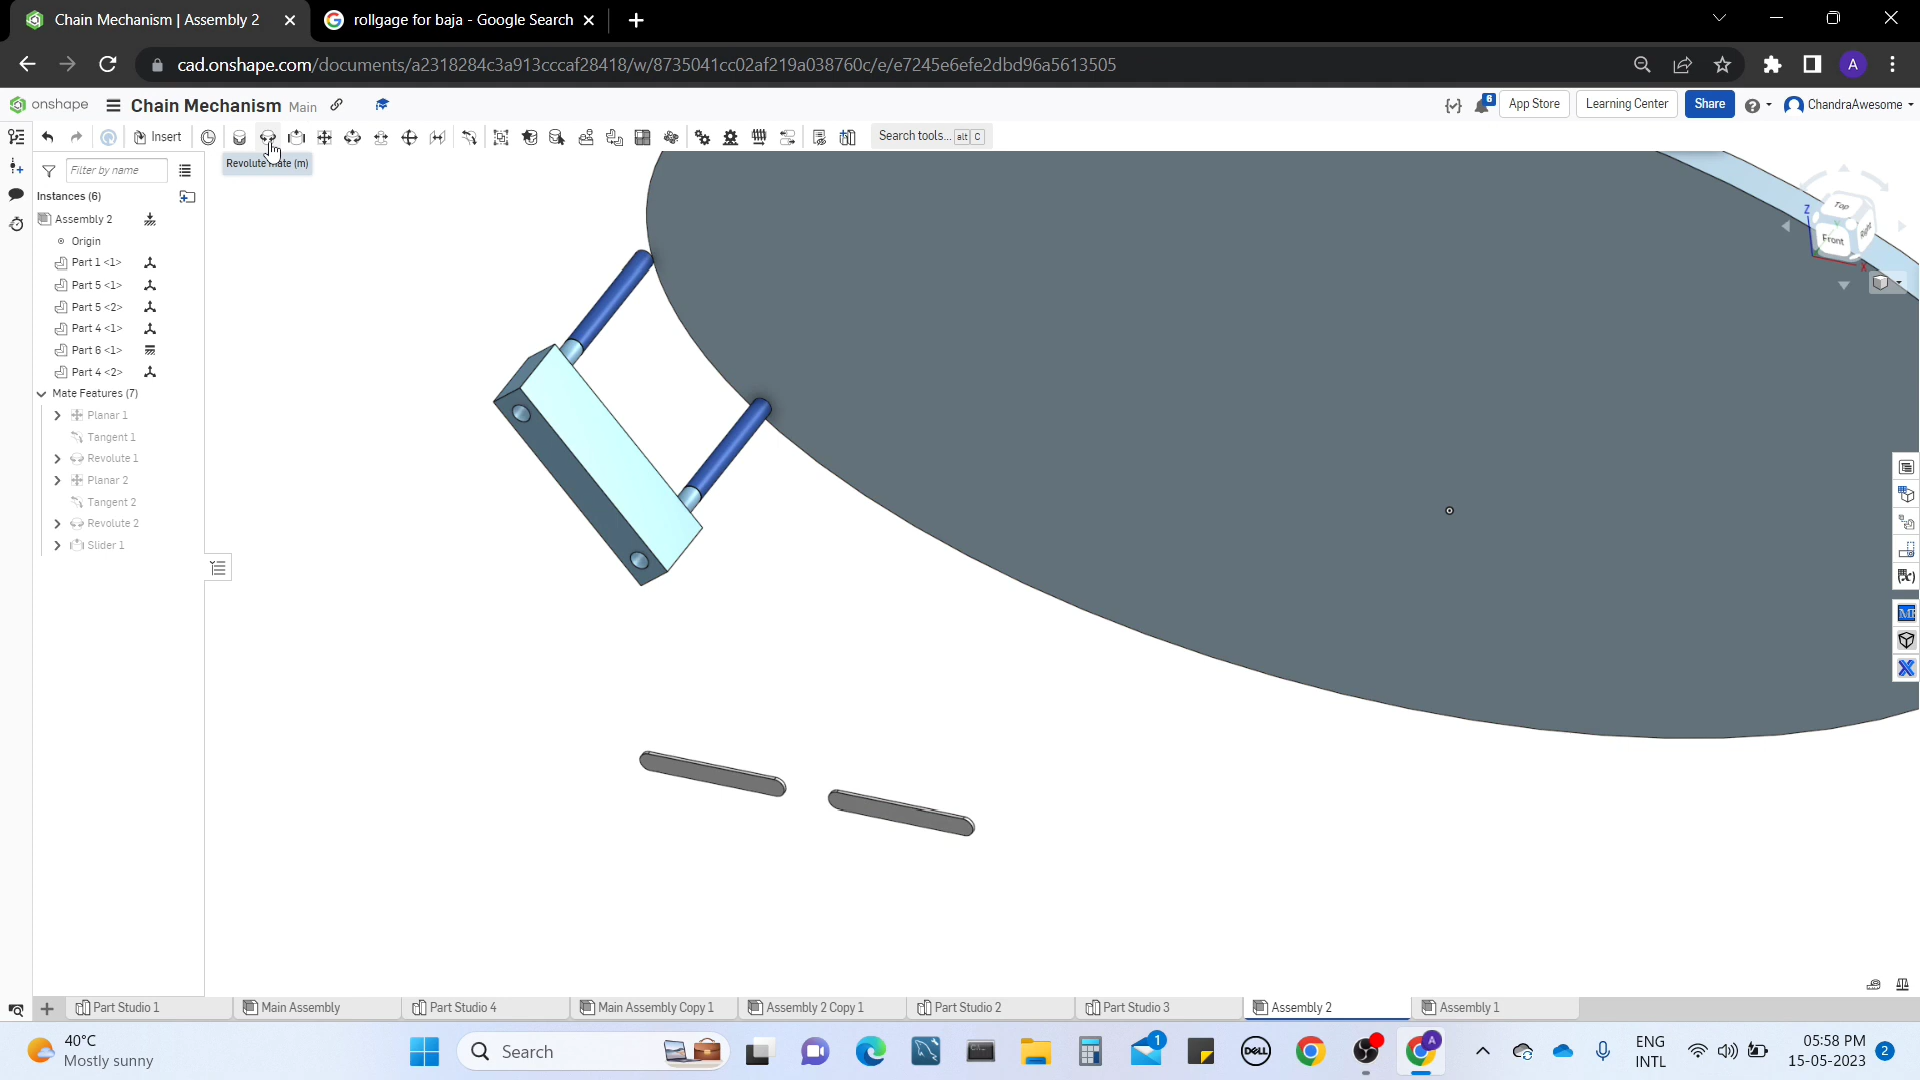 Chain Mechanism | Assembly 2
rollgage for baja - Google Search
cad.onshape.com/documents/a2318284c3a913cccaf28418/w/8735041cc02af219a038760c/e/e7245e6efe2dbd96a5613505
A
onshape
Chain Mechanism Main
6
App Store
Learning Center
Share
ChandraAwesome
Insert
Search tools... alt C
Revolute mate (m)
Filter by name
Instances (6)
Assembly 2
Origin
Part 1 <1>
Part 5 <1>
Part 5 <2>
Part 4 <1>
Part 6 <1>
Part 4 <2>
Mate Features (7)
Planar 1
Tangent 1
Revolute 1
Planar 2
Tangent 2
Revolute 2
Slider 1
Z
Top
Front
Right
X
Part Studio 1
Main Assembly
Part Studio 4
Main Assembly Copy 1
Assembly 2 Copy 1
Part Studio 2
Part Studio 3
Assembly 2
Assembly 1
40°C
Mostly sunny
Search
DELL
1
A
ENG
INTL
05:58 PM
15-05-2023
2